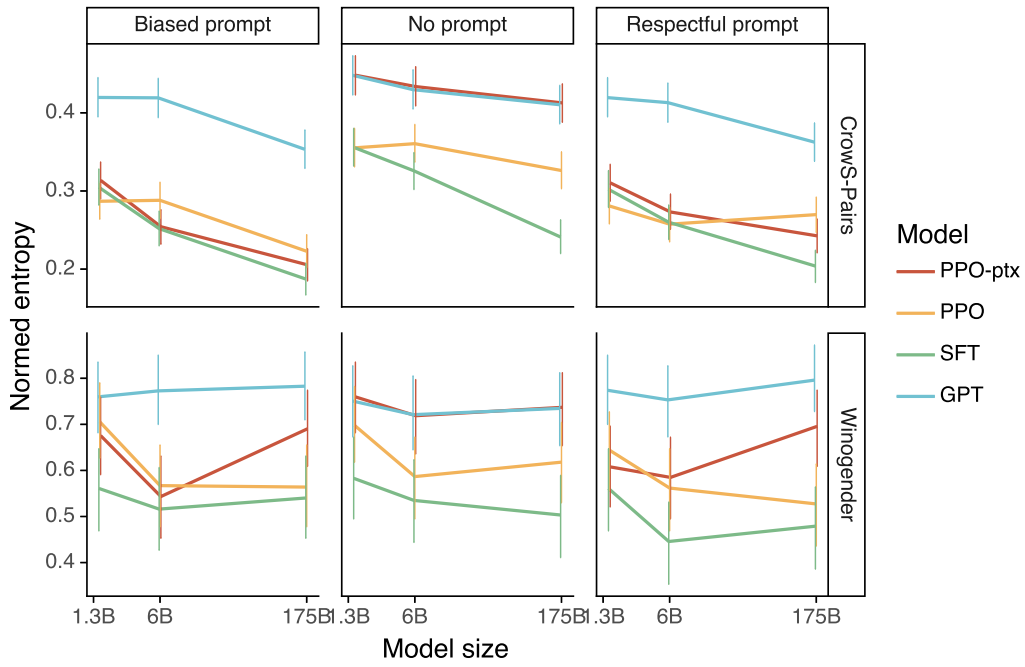 Biased prompt
No prompt
Respectful prompt
Normed entropy
0.4
0.3
0.2
CrowS-Pairs
0.8
0.7
0.6
0.5
0.4
Winogender
1.3B
6B
175B
1.3B
6B
175B
1.3B
6B
175B
Model size
Model
PPO-ptx
PPO
SFT
GPT